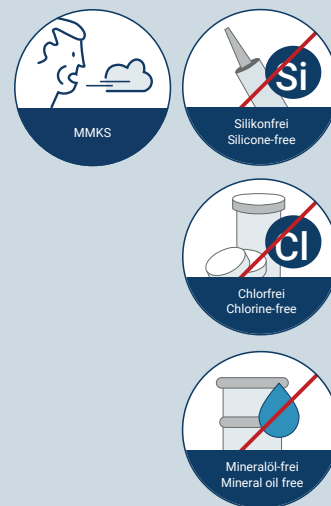 MMKS
Si
Silikonfrei
Silicone-free
Cl
Chlorfrei
Chlorine-free
Mineralöl-frei
Mineral oil free